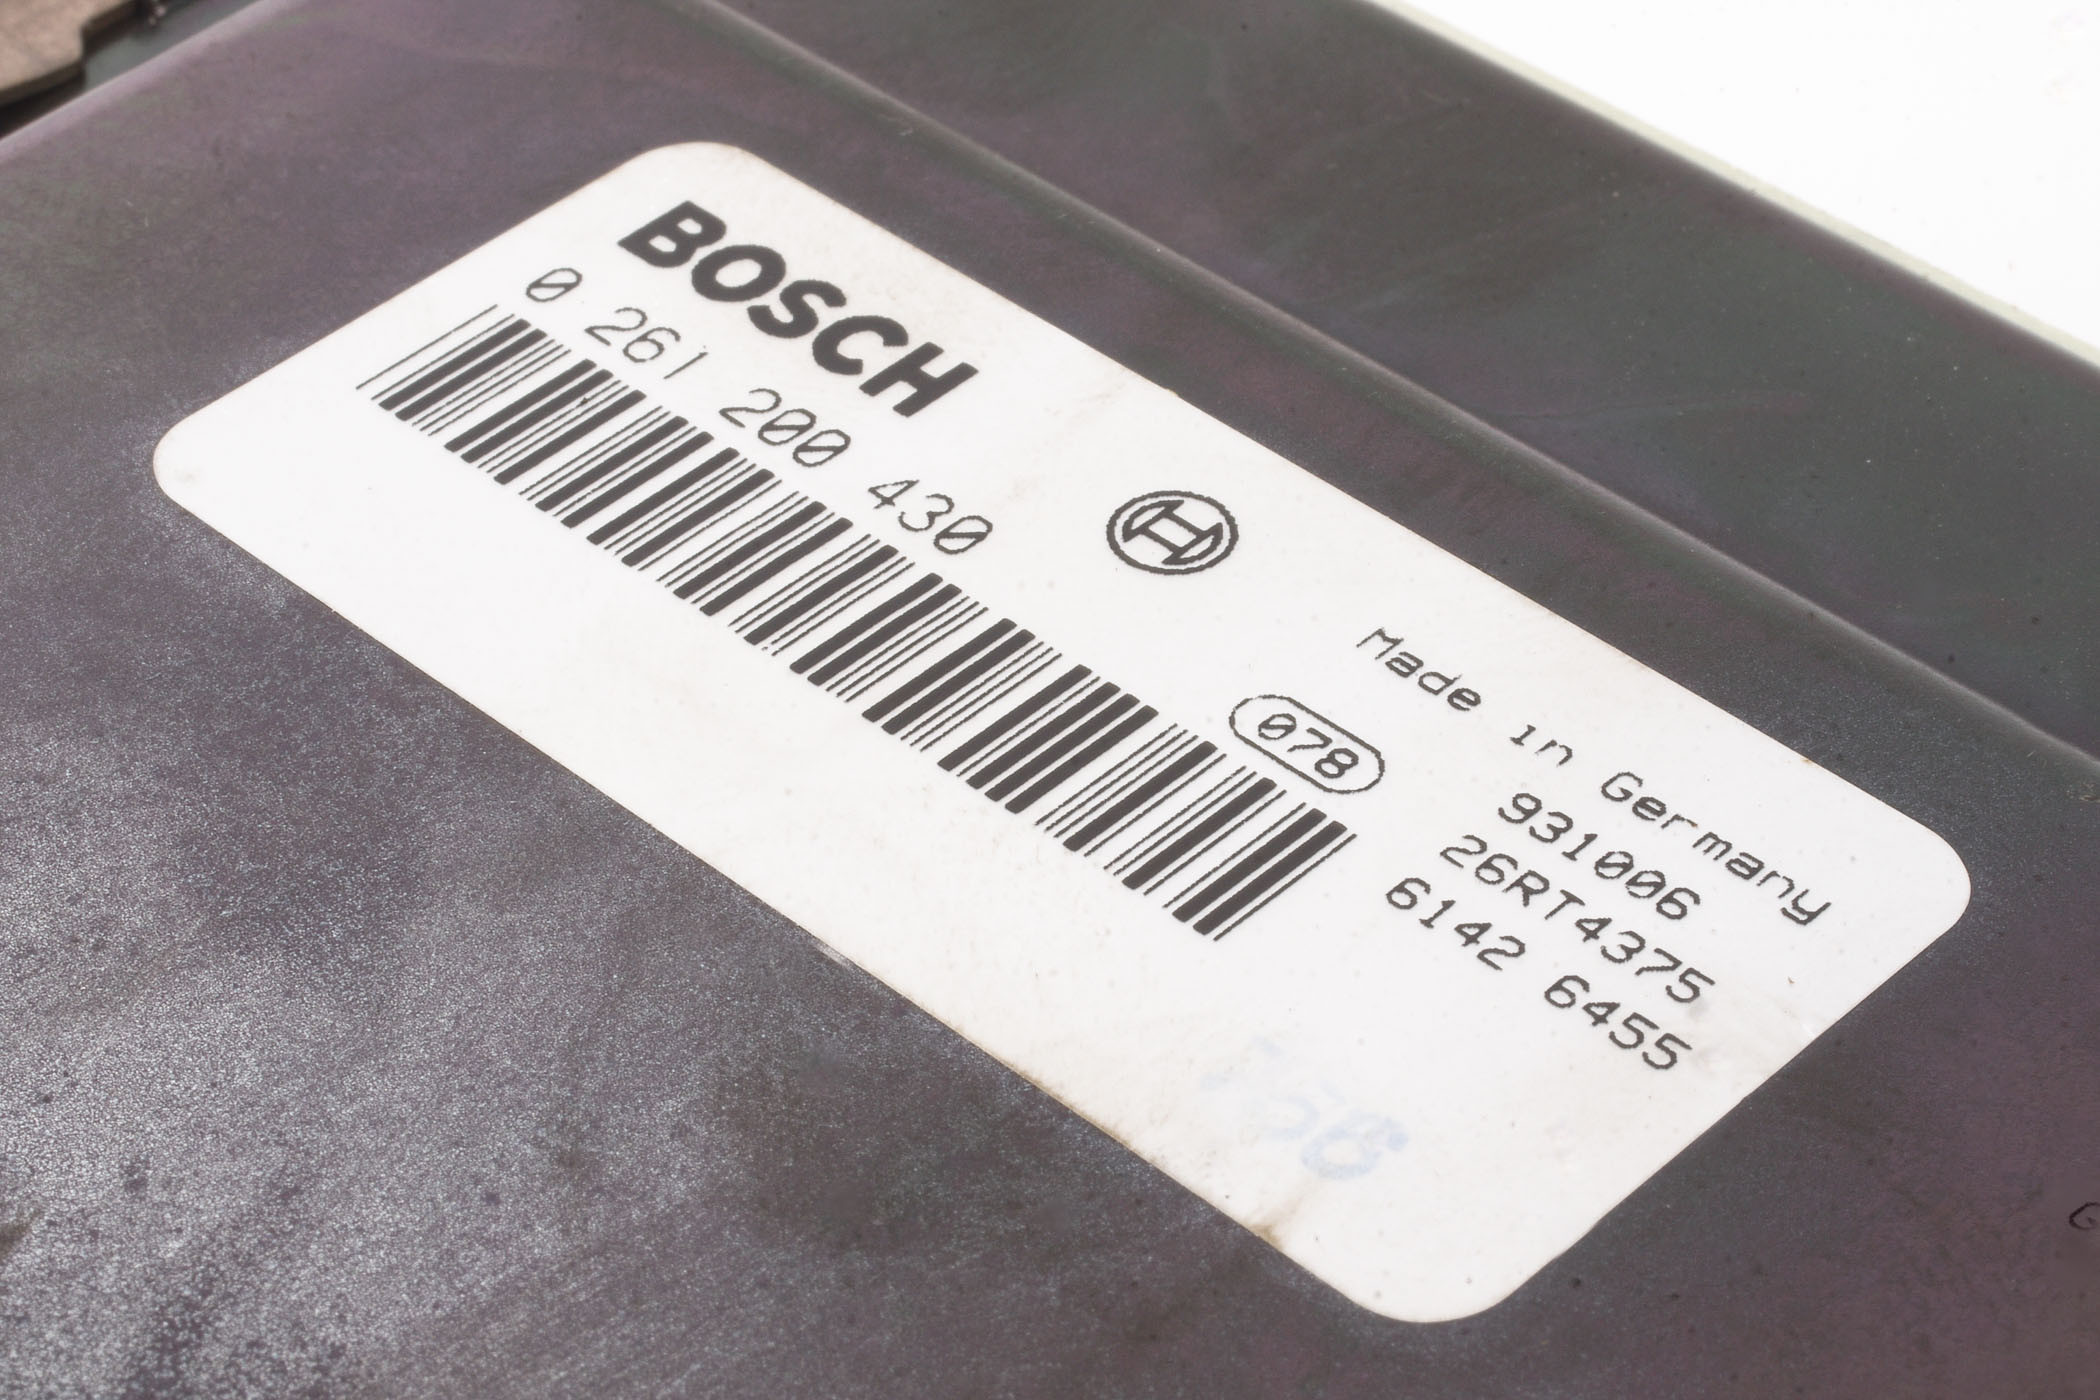 BOSCH
0 261 200 430
078
Made in Germany
931006
26RT4375
6142 6455